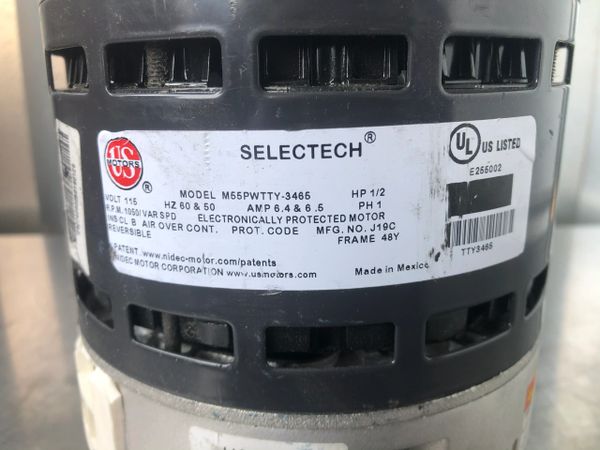 US
MOTORS
®
SELECTECH®
UL US LISTED
E255002
MODEL M55PWTTY-3465 HP 1/2
VOLT 115 HZ 60 & 50 AMP 6.4 & 6.5 PH 1
R.P.M. 1050/VAR SPD ELECTRONICALLY PROTECTED MOTOR
INS CL B AIR OVER CONT. PROT. CODE MFG. NO. J19C
REVERSIBLE FRAME 48Y
TTY3465
PATENT: www.nidec-motor.com/patents
NIDEC MOTOR CORPORATION www.usmotors.com Made in Mexico